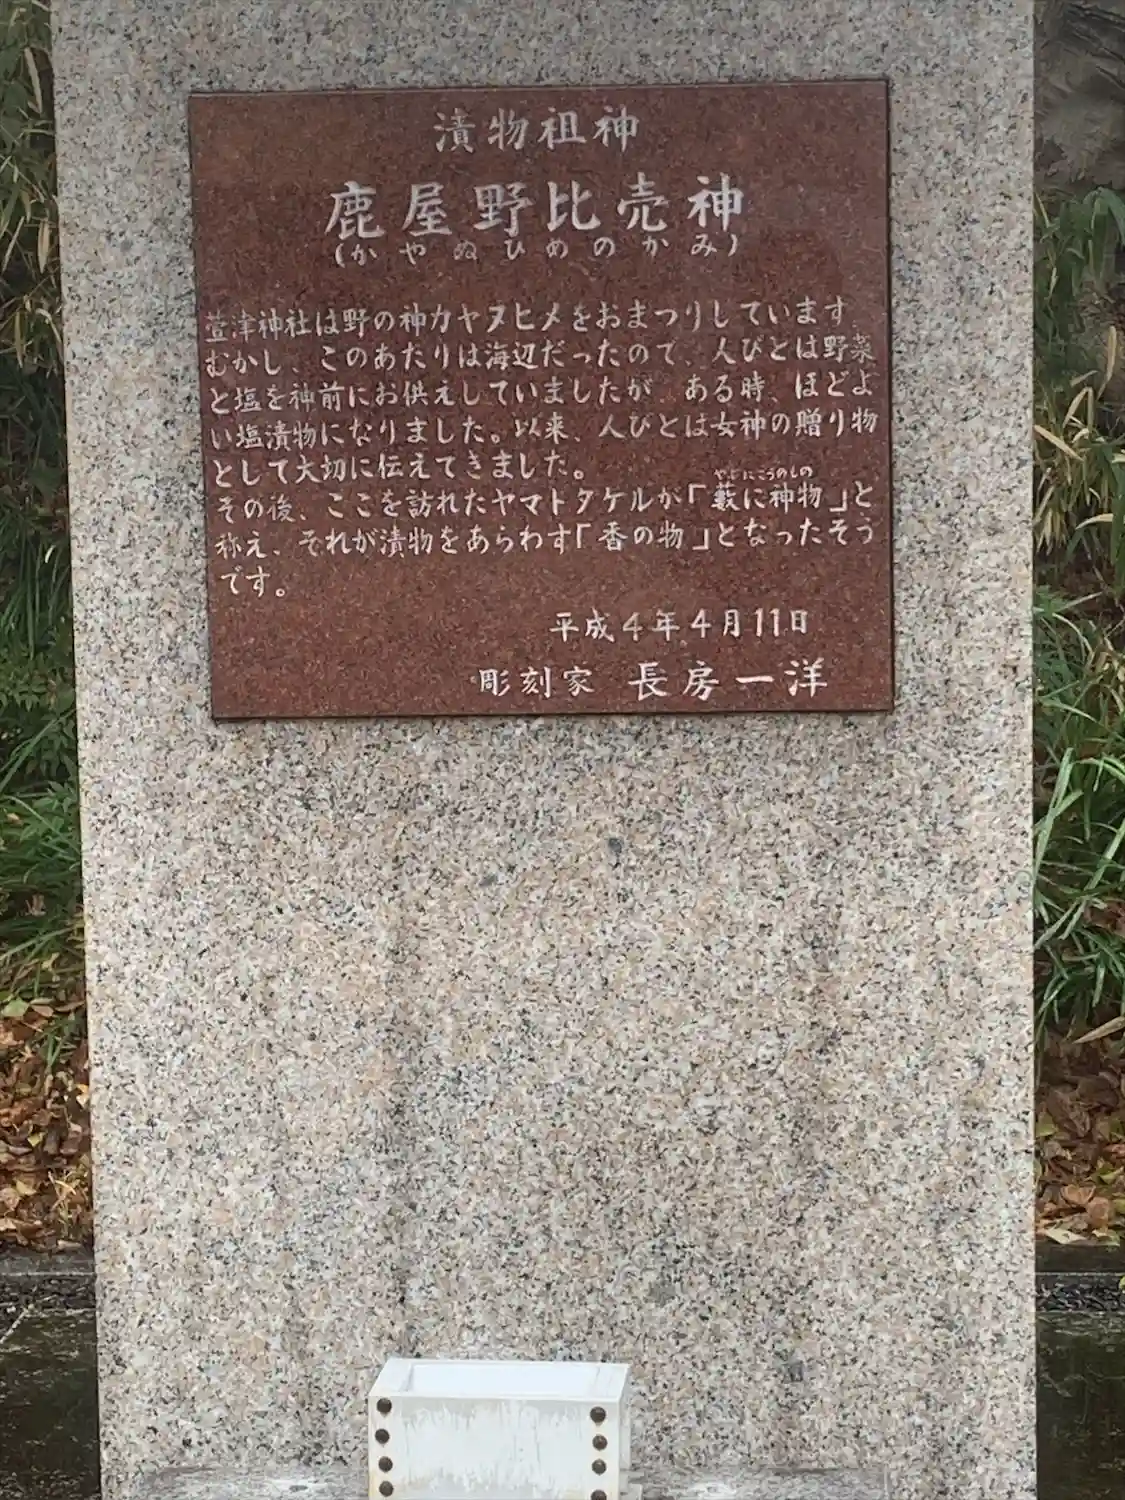 漬物祖神
鹿屋野比売神
(かやぬひめのかみ)
萱津神社は野の神カヤヌヒメをおまつりしています
むかし、このあたりは海辺だったので、人びとは野菜
と塩を神前にお供えしていましたが ある時、ほどよ
い塩漬物になりました。以来、人びとは女神の贈り物
として大切に伝えてきました。
やぶにこうのもの
その後、ここを訪れたヤマトタケルが「藪に神物」と
称え、それが漬物をあらわす「香の物」となったそう
です。
平成4年4月11日
彫刻家 長房一洋